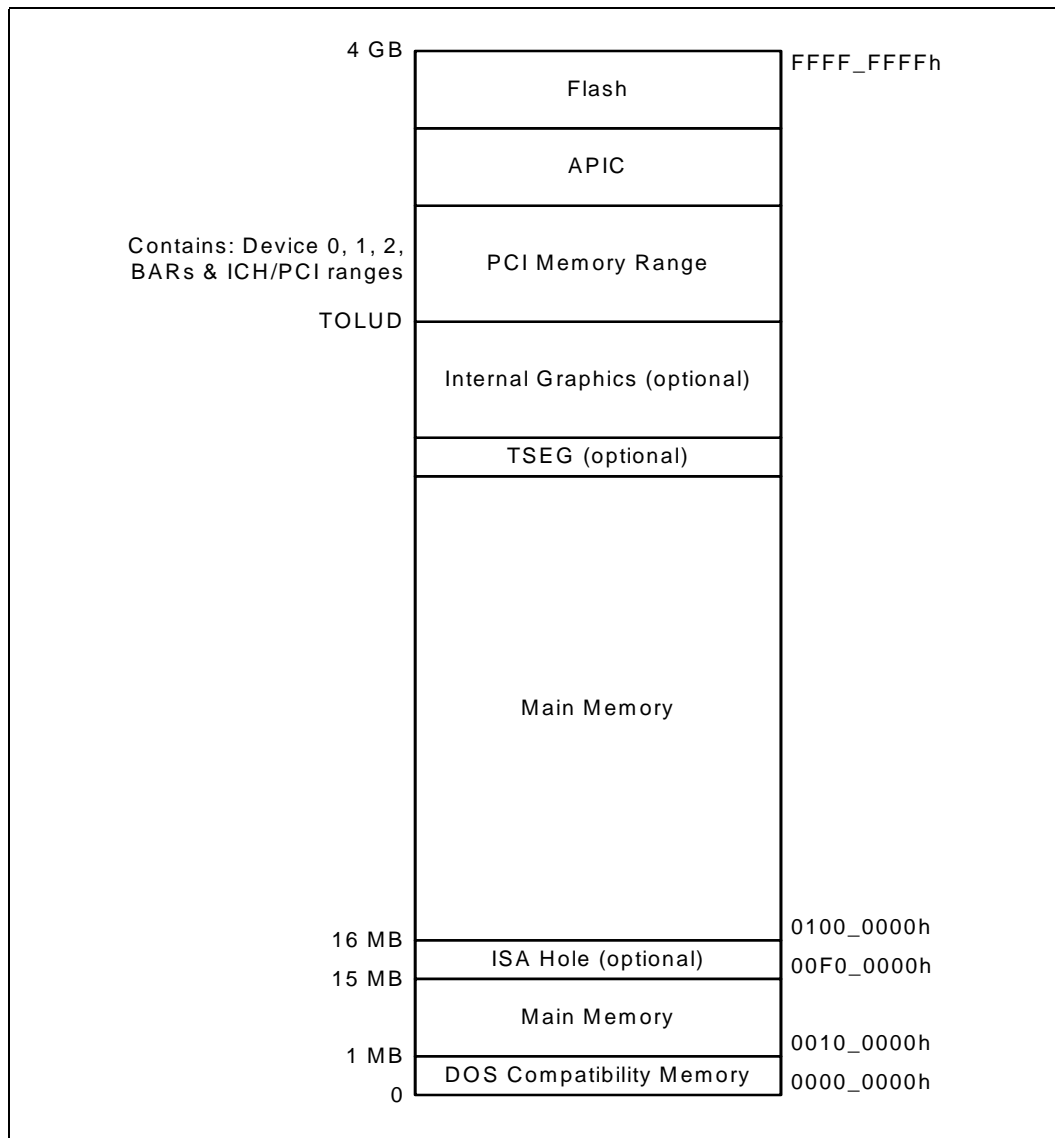 4 GB
FFFF_FFFFh
Flash
APIC
Contains: Device 0, 1, 2,
BARs & ICH/PCI ranges
PCI Memory Range
TOLUD
Internal Graphics (optional)
TSEG (optional)
Main Memory
0100_0000h
16 MB
ISA Hole (optional)
00F0_0000h
15 MB
Main Memory
0010_0000h
1 MB
DOS Compatibility Memory
0000_0000h
0